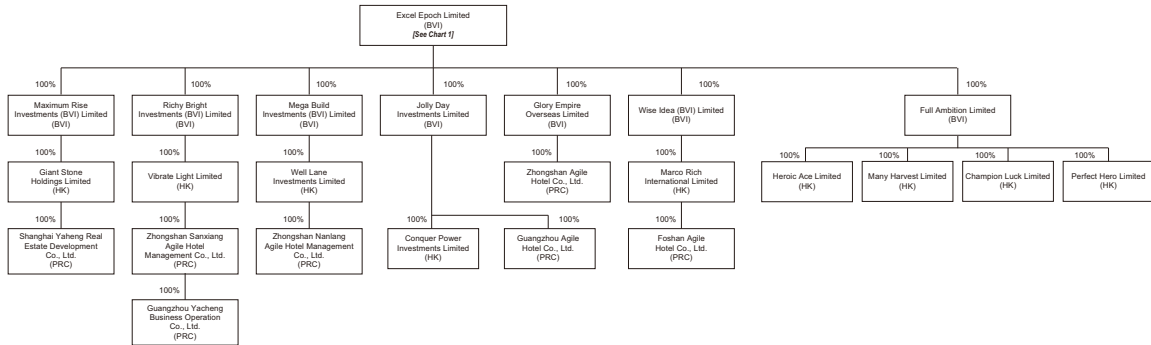 Excel Epoch Limited
(BVI)
[See Chart 1]
100%
100%
100%
100%
100%
100%
100%
Maximum Rise
Investments (BVI) Limited
(BVI)
Richy Bright
Investments (BVI) Limited
(BVI)
Mega Build
Investments (BVI) Limited
(BVI)
Jolly Day
Investments Limited
(BVI)
Glory Empire
Overseas Limited
(BVI)
Wise Idea (BVI) Limited
(BVI)
Full Ambition Limited
(BVI)
100%
100%
100%
100%
100%
100%
100%
100%
100%
Giant Stone
Holdings Limited
(HK)
Vibrate Light Limited
(HK)
Well Lane
Investments Limited
(HK)
Zhongshan Agile
Hotel Co., Ltd.
(PRC)
Marco Rich
International Limited
(HK)
Heroic Ace Limited
(HK)
Many Harvest Limited
(HK)
Champion Luck Limited
(HK)
Perfect Hero Limited
(HK)
100%
100%
100%
100%
100%
100%
Shanghai Yaheng Real
Estate Development
Co., Ltd.
(PRC)
Zhongshan Sanxiang
Agile Hotel
Management Co., Ltd.
(PRC)
Zhongshan Nanlang
Agile Hotel Management
Co., Ltd.
(PRC)
Conquer Power
Investments Limited
(HK)
Guangzhou Agile
Hotel Co., Ltd.
(PRC)
Foshan Agile
Hotel Co., Ltd.
(PRC)
100%
Guangzhou Yacheng
Business Operation
Co., Ltd.
(PRC)